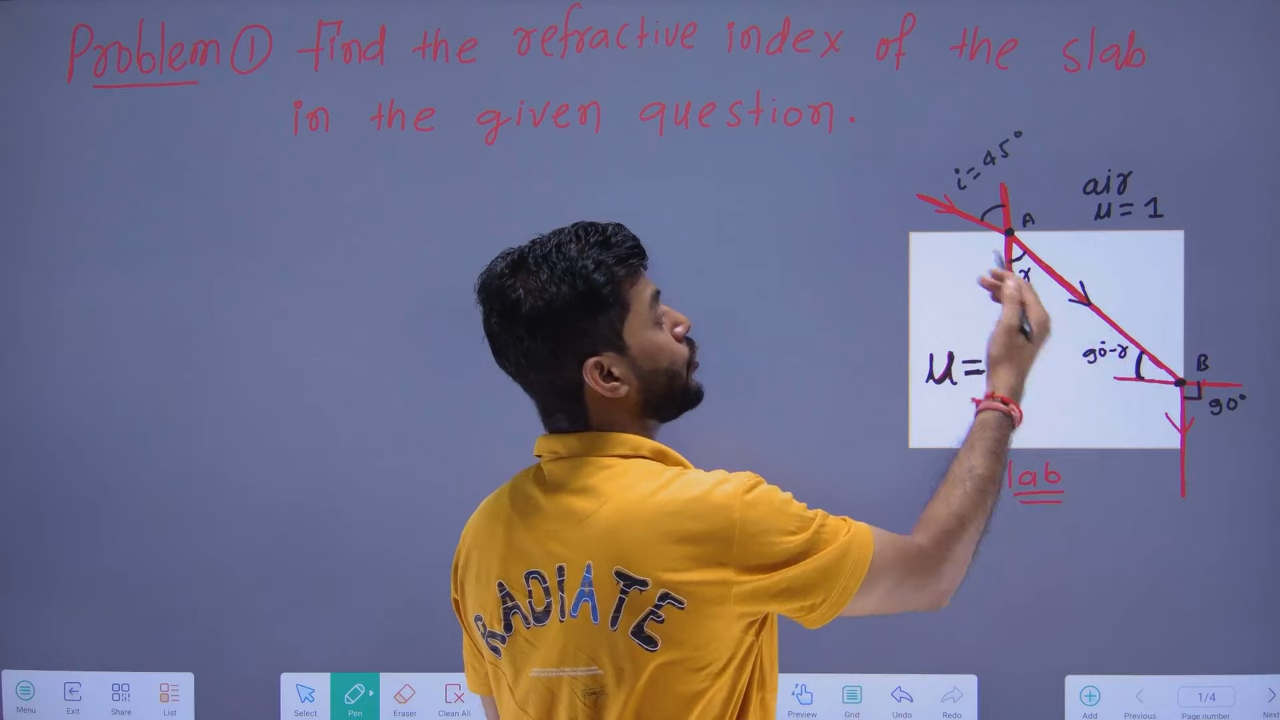 Problem ① find the refractive index of the slab
in the given question.
i=45°
air
μ = 1
A
r
μ=
90-r
B
90°
lab
RADIATE
Menu
Exit
Share
List
Select
Pen
Eraser
Clean All
Preview
Grid
Undo
Redo
Add
Previous
1/4
Page number
Next